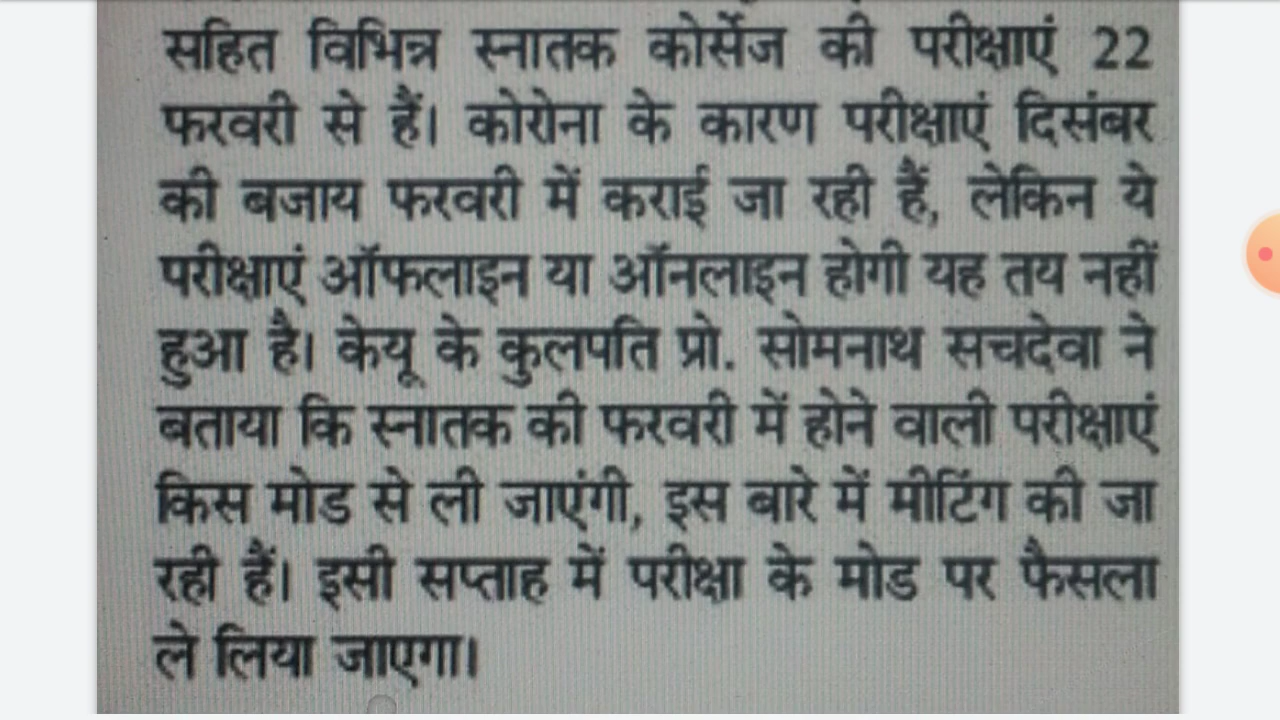 सहित विभिन्न स्नातक कोर्सेज की परीक्षाएं 22
फरवरी से हैं। कोरोना के कारण परीक्षाएं दिसंबर
की बजाय फरवरी में कराई जा रही हैं, लेकिन ये
परीक्षाएं ऑफलाइन या ऑनलाइन होगी यह तय नहीं
हुआ है। केयू के कुलपति प्रो. सोमनाथ सचदेवा ने
बताया कि स्नातक की फरवरी में होने वाली परीक्षाएं
किस मोड से ली जाएंगी, इस बारे में मीटिंग की जा
रही हैं। इसी सप्ताह में परीक्षा के मोड पर फैसला
ले लिया जाएगा।